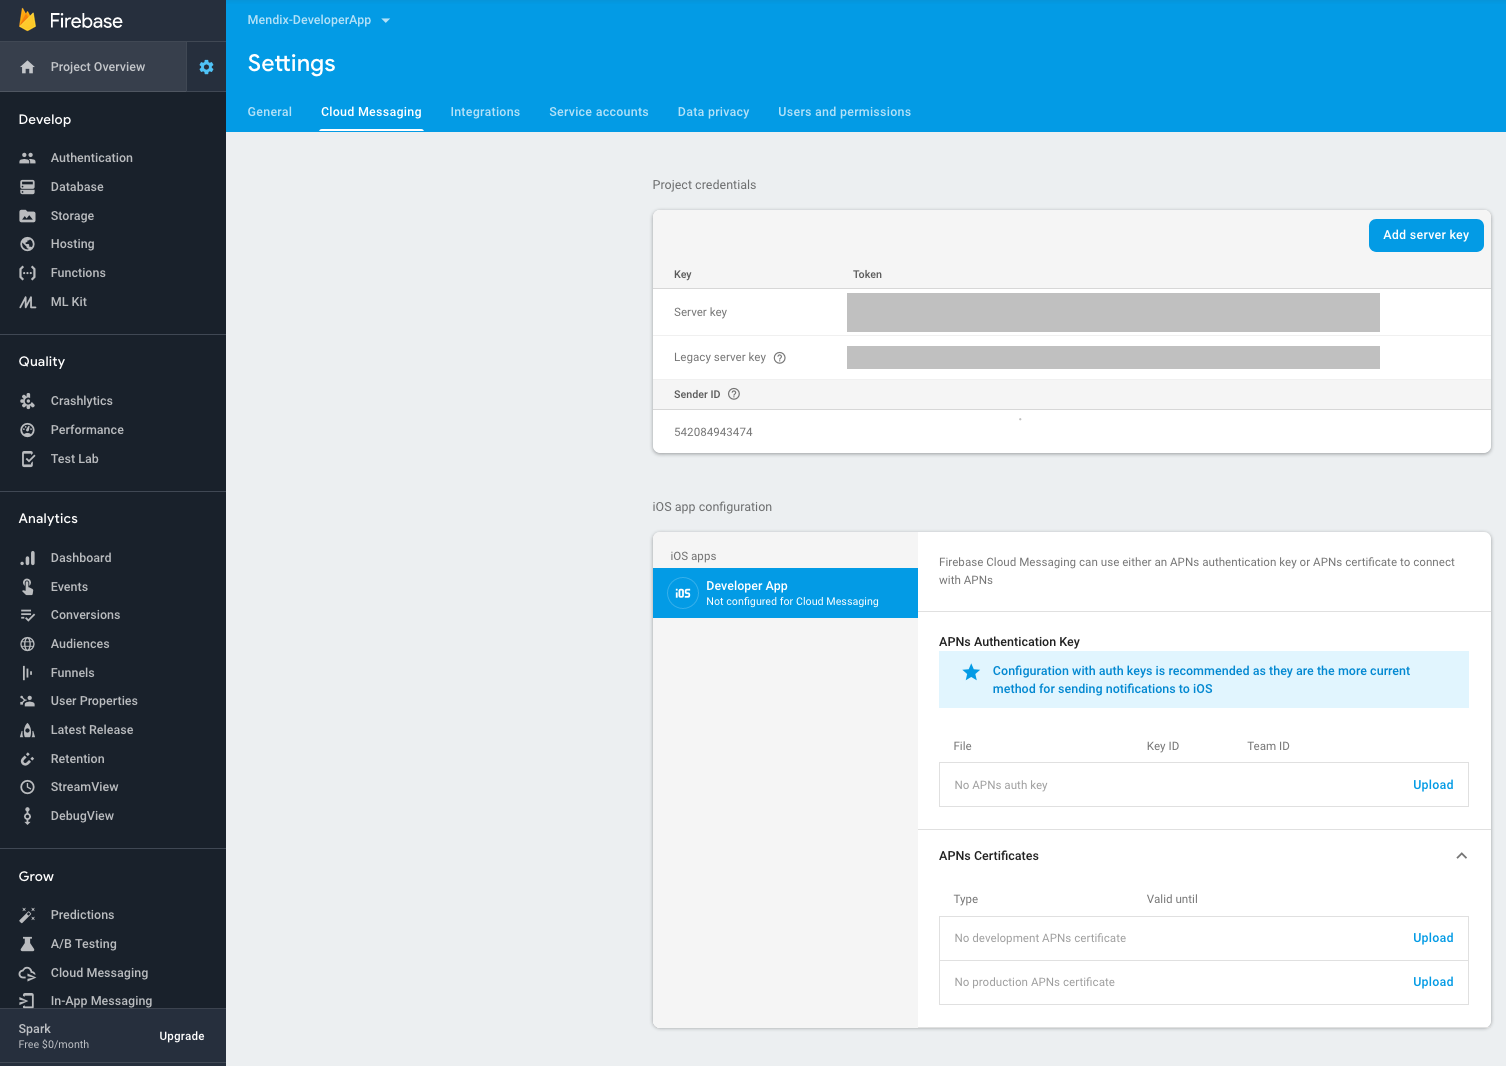 Firebase
Project Overview
Develop
Authentication
Database
Storage
Hosting
Functions
ML Kit
Quality
Crashlytics
Performance
Test Lab
Analytics
Dashboard
Events
Conversions
Audiences
Funnels
User Properties
Latest Release
Retention
StreamView
DebugView
Grow
Predictions
A/B Testing
Cloud Messaging
In-App Messaging
Spark
Free $0/month
Upgrade
Mendix-DeveloperApp
Settings
General Cloud Messaging Integrations Service accounts Data privacy Users and permissions
Project credentials
Add server key
Key Token
Server key
Legacy server key
Sender ID
542084943474
iOS app configuration
iOS apps
iOS
Developer App
Not configured for Cloud Messaging
Firebase Cloud Messaging can use either an APNs authentication key or APNs certificate to connect
with APNs
APNs Authentication Key
Configuration with auth keys is recommended as they are the more current
method for sending notifications to iOS
File Key ID Team ID
No APNs auth key Upload
APNs Certificates
Type Valid until
No development APNs certificate Upload
No production APNs certificate Upload